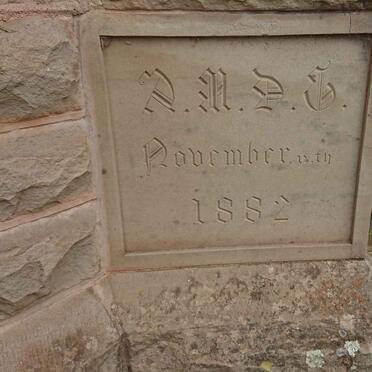 A. M. D. G.
November 15th
1882